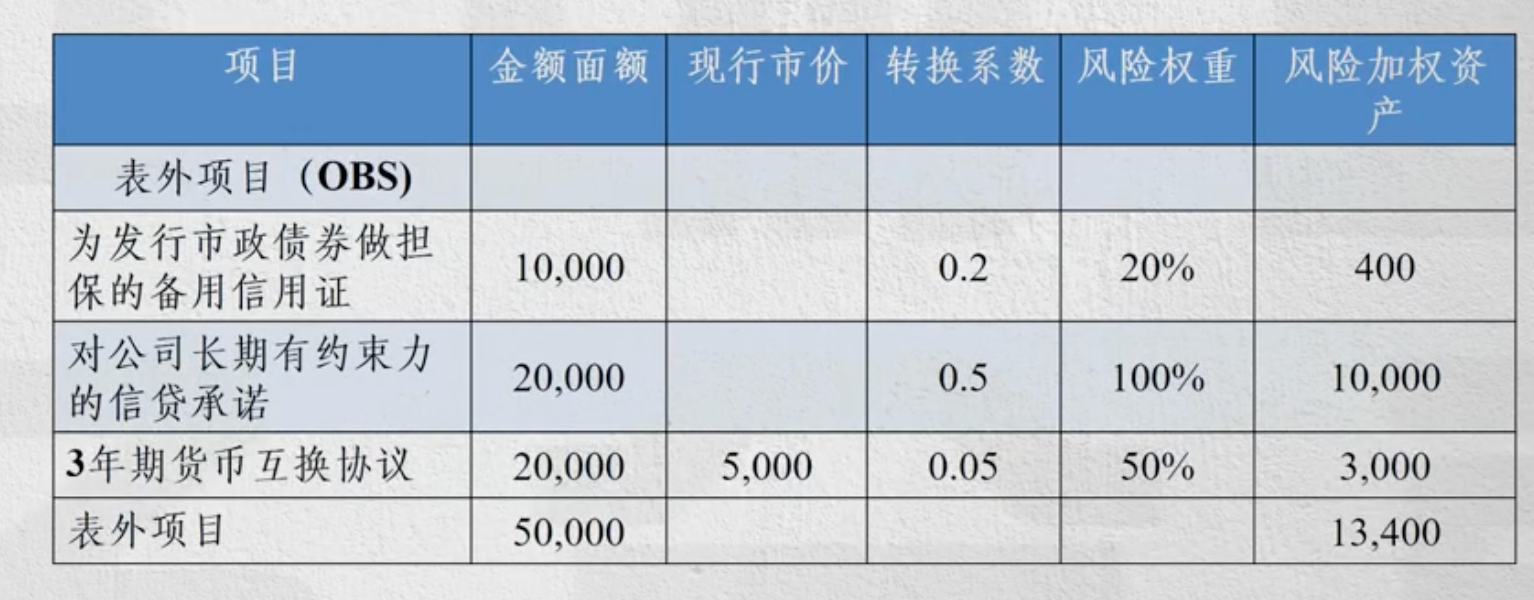 项目 金额面额 现行市价 转换系数 风险权重 风险加权资
产
表外项目（OBS)
为发行市政债券做担
保的备用信用证 10,000 0.2 20% 400
对公司长期有约束力
的信贷承诺 20,000 0.5 100% 10,000
3年期货币互换协议 20,000 5,000 0.05 50% 3,000
表外项目 50,000 13,400